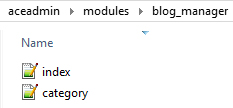 aceadmin ▸ modules ▸ blog_manager
Name
index
category